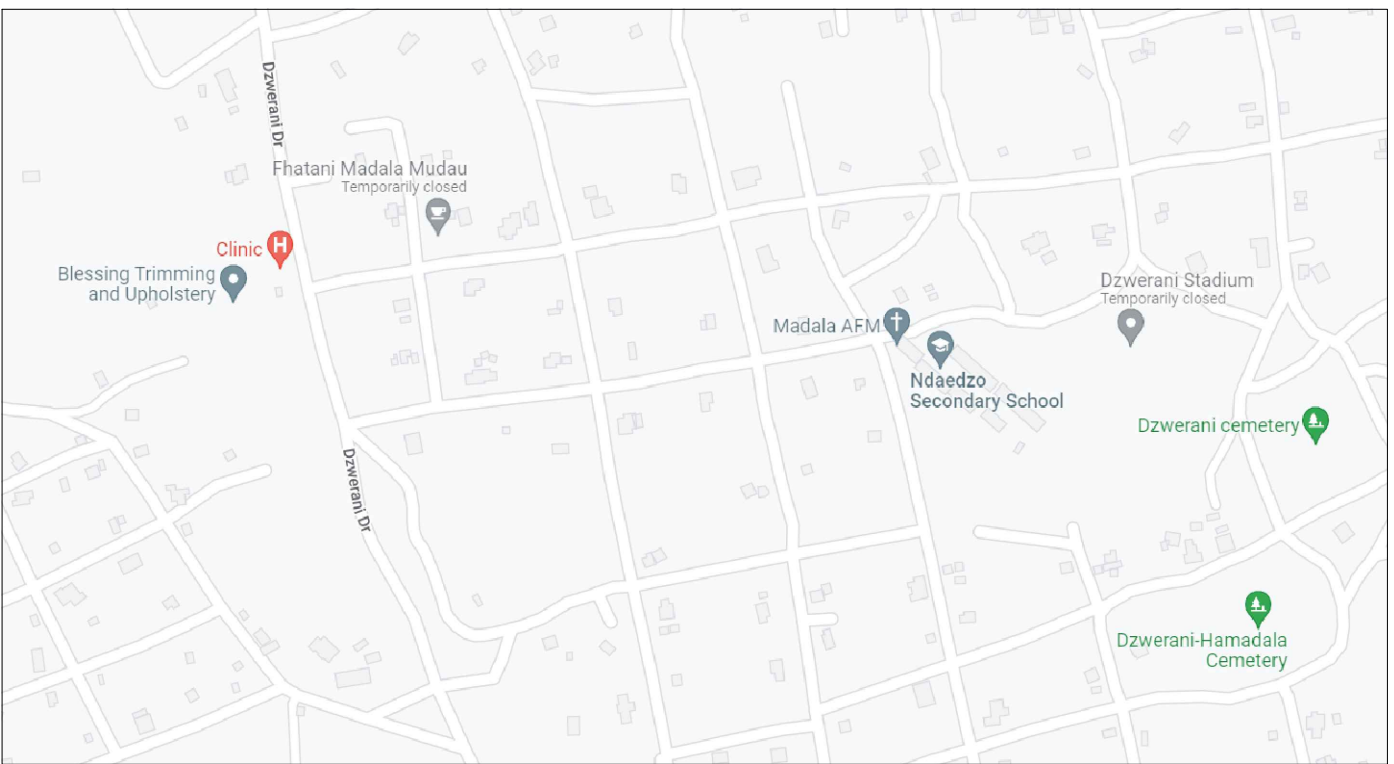 Dzwerani Dr
Fhatani Madala Mudau
Temporarily closed
Clinic
H
Blessing Trimming
and Upholstery
Dzwerani Stadium
Temporarily closed
Madala AFM
Ndaedzo
Secondary School
Dzwerani cemetery
Dzwerani Dr
Dzwerani-Hamadala
Cemetery